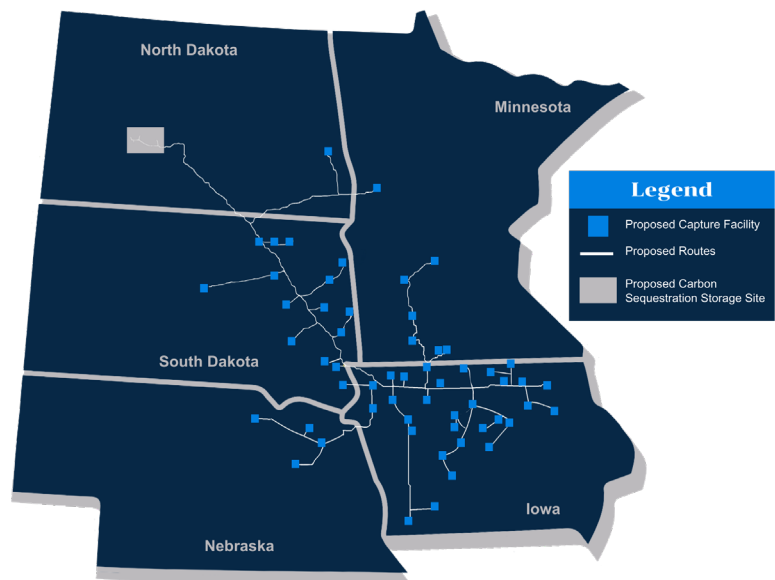 North Dakota
Minnesota
Legend
Proposed Capture Facility
Proposed Routes
Proposed Carbon
Sequestration Storage Site
South Dakota
Iowa
Nebraska